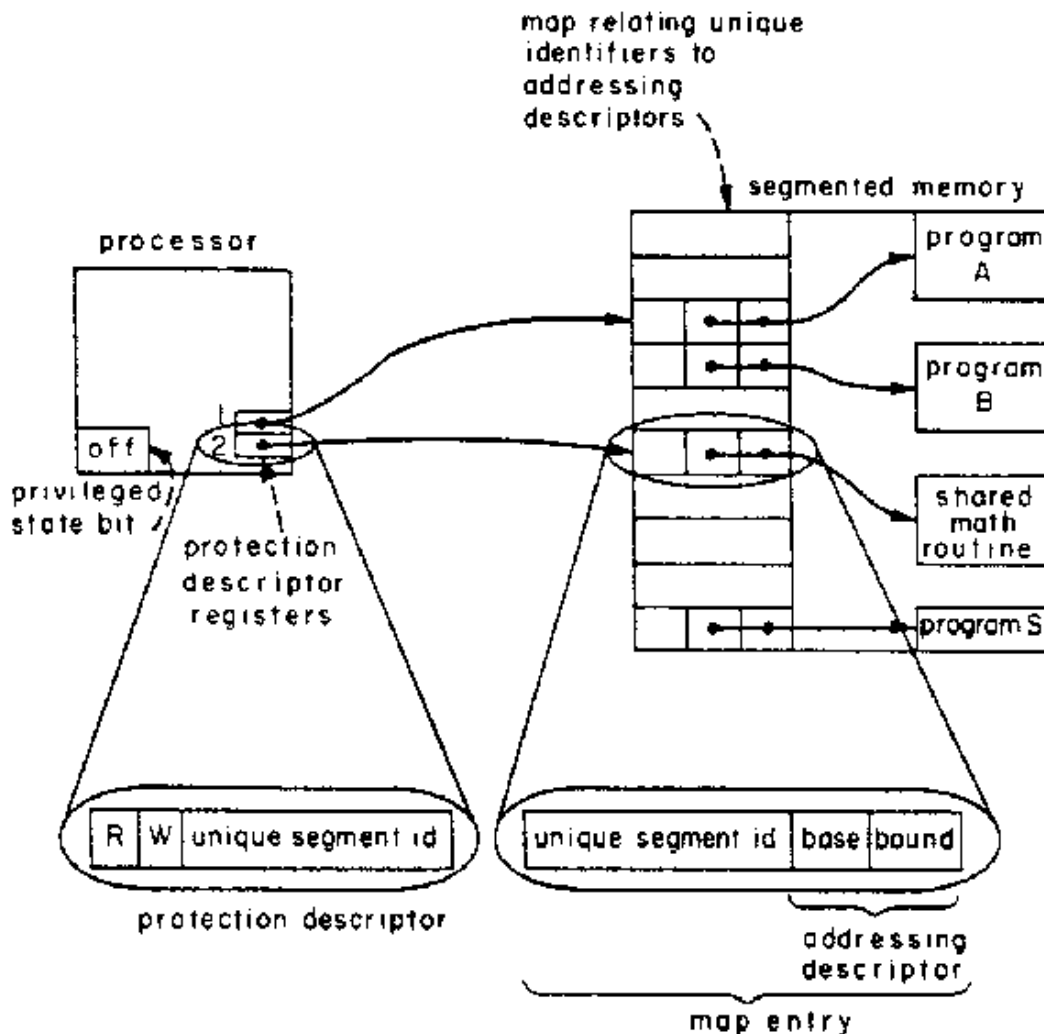 map relating unique
identifiers to
addressing
descriptors
segmented memory
processor
program
A
program
B
1
2
off
privileged
state bit
protection
descriptor
registers
shared
math
routine
program S
R W unique segment id
unique segment id base bound
protection descriptor
addressing
descriptor
map entry